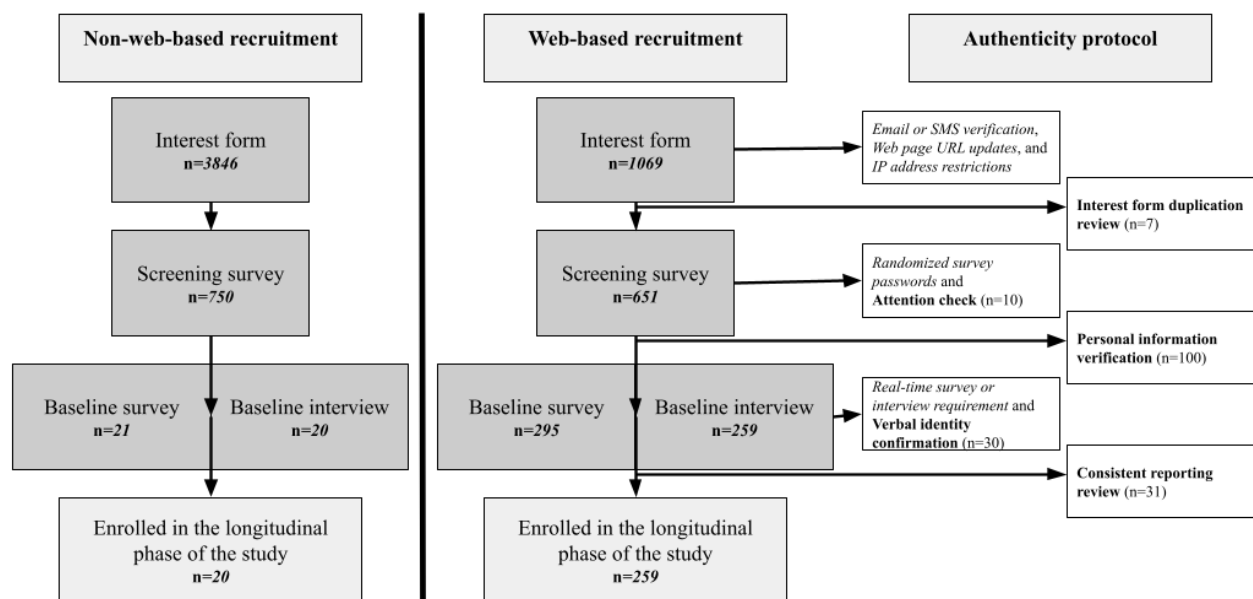 Non-web-based recruitment
Interest form
n=3846
Screening survey
n=750
Baseline survey
n=21
Baseline interview
n=20
Enrolled in the longitudinal
phase of the study
n=20
Web-based recruitment
Interest form
n=1069
Screening survey
n=651
Baseline survey
n=295
Baseline interview
n=259
Enrolled in the longitudinal
phase of the study
n=259
Authenticity protocol
Email or SMS verification,
Web page URL updates, and
IP address restrictions
Interest form duplication
review (n=7)
Randomized survey
passwords and
Attention check (n=10)
Personal information
verification (n=100)
Real-time survey or
interview requirement and
Verbal identity
confirmation (n=30)
Consistent reporting
review (n=31)